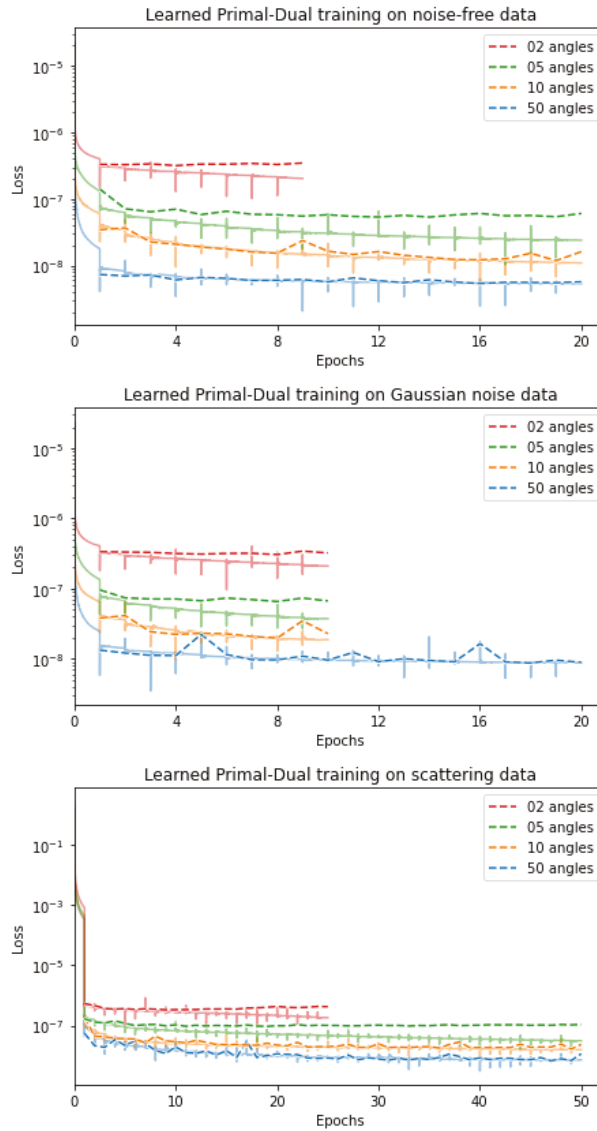 Learned Primal-Dual training on noise-free data
02 angles
05 angles
10 angles
50 angles
10⁻⁵
10⁻⁶
10⁻⁷
10⁻⁸
Loss
0 4 8 12 16 20
Epochs
Learned Primal-Dual training on Gaussian noise data
02 angles
05 angles
10 angles
50 angles
10⁻⁵
10⁻⁶
10⁻⁷
10⁻⁸
Loss
0 4 8 12 16 20
Epochs
Learned Primal-Dual training on scattering data
02 angles
05 angles
10 angles
50 angles
10⁻¹
10⁻³
10⁻⁵
10⁻⁷
Loss
0 10 20 30 40 50
Epochs